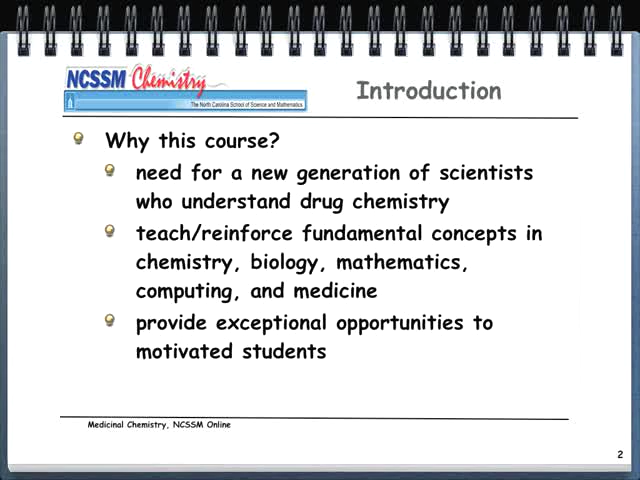 NCSSM Chemistry
The North Carolina School of Science and Mathematics
Introduction
Why this course?
need for a new generation of scientists
who understand drug chemistry
teach/reinforce fundamental concepts in
chemistry, biology, mathematics,
computing, and medicine
provide exceptional opportunities to
motivated students
Medicinal Chemistry, NCSSM Online
2